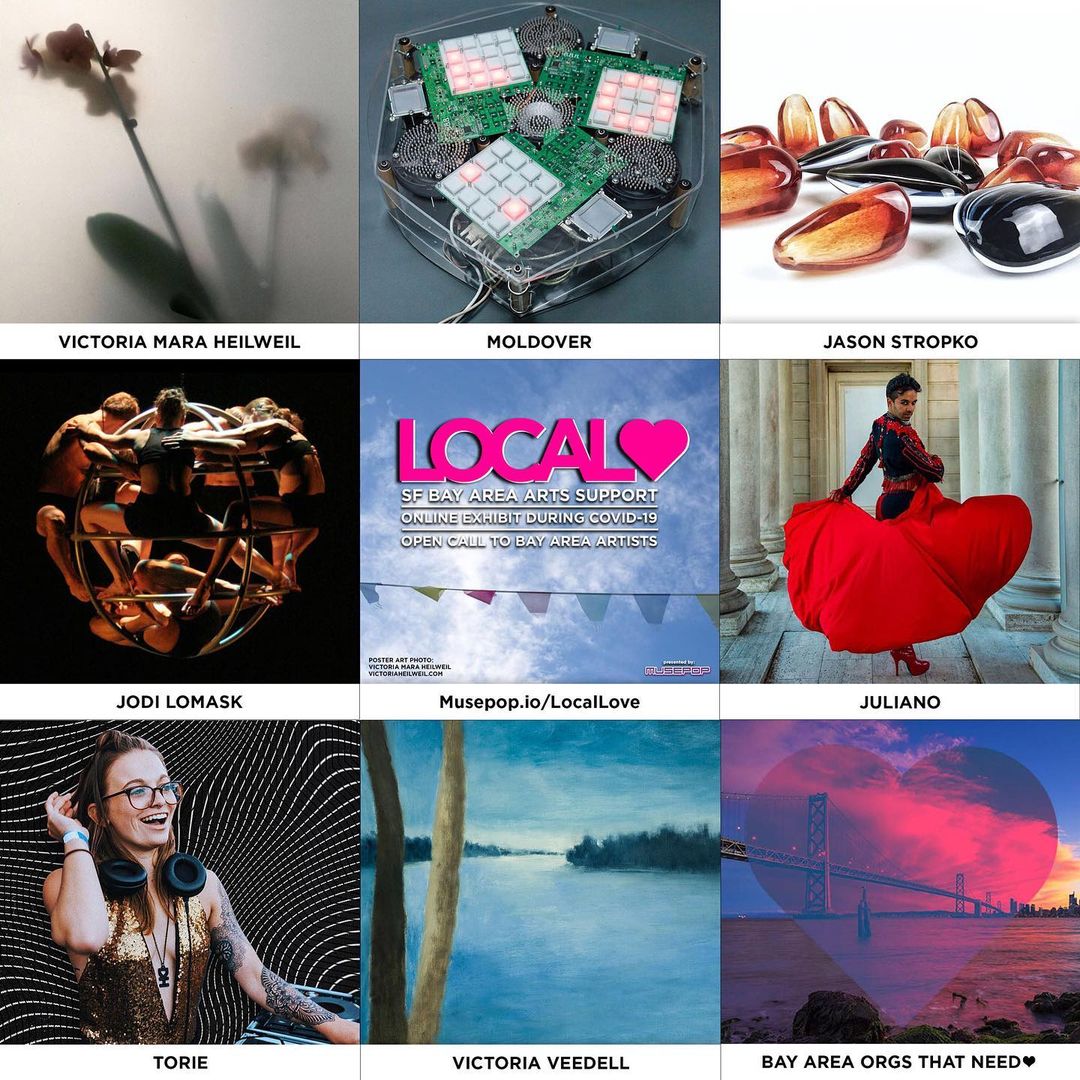 VICTORIA MARA HEILWEIL
MOLDOVER
JASON STROPKO
LOCAL♥
SF BAY AREA ARTS SUPPORT
ONLINE EXHIBIT DURING COVID-19
OPEN CALL TO BAY AREA ARTISTS
POSTER ART PHOTO:
VICTORIA MARA HEILWEIL
VICTORIAHEILWEIL.COM
presented by:
MUSEPOP
JODI LOMASK
Musepop.io/LocalLove
JULIANO
TORIE
VICTORIA VEEDELL
BAY AREA ORGS THAT NEED♥